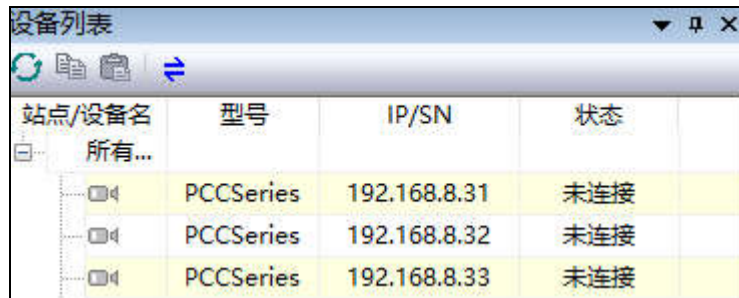 设备列表
站点/设备名 型号 IP/SN 状态
所有...
PCCSeries 192.168.8.31 未连接
PCCSeries 192.168.8.32 未连接
PCCSeries 192.168.8.33 未连接